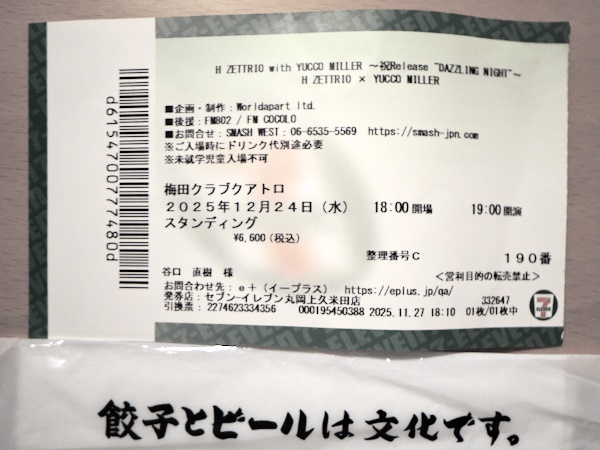 H ZETTRIO with YUCCO MILLER ～祝Release "DAZZLING NIGHT"～
H ZETTRIO × YUCCO MILLER
■企画・制作：Worldapart ltd.
■後援：FM802 / FM COCOLO
■お問合せ：SMASH WEST：06-6535-5569 https://smash-jpn.com
※ご入場時にドリンク代別途必要
※未就学児童入場不可
梅田クラブクアトロ
2025年12月24日（水） 18:00開場 19:00開演
スタンディング
¥6,600（税込）
整理番号C 190番
谷口 直樹 様 ＜営利目的の転売禁止＞
お問合わせ先：e+（イープラス） https://eplus.jp/qa/
発券店：セブン-イレブン丸岡上久米田店 332647
引換票：2274623334356 000195450388 2025.11.27 18:10 01枚/01枚中
d6154700777480d
7
ELEVEN
餃子とビールは文化です。